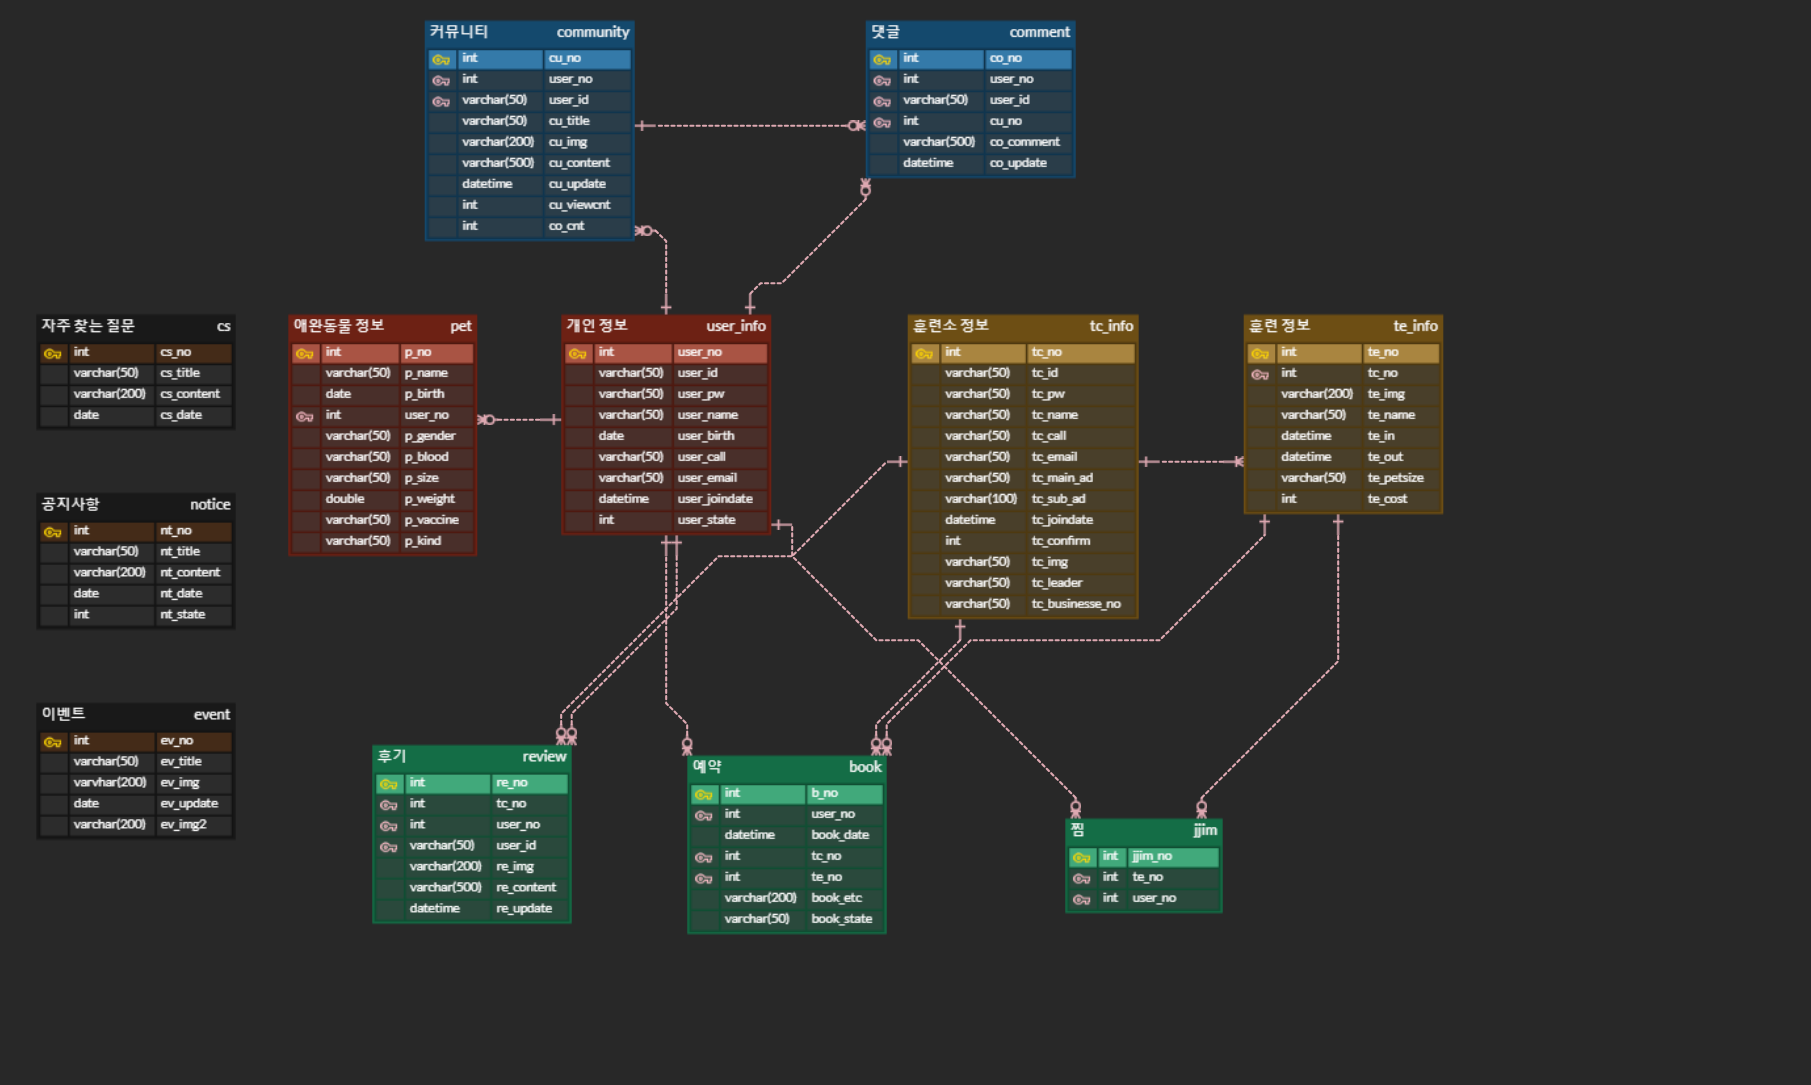 커뮤니티 community
int cu_no
int user_no
varchar(50) user_id
varchar(50) cu_title
varchar(200) cu_img
varchar(500) cu_content
datetime cu_update
int cu_viewcnt
int co_cnt
댓글 comment
int co_no
int user_no
varchar(50) user_id
int cu_no
varchar(500) co_comment
datetime co_update
자주 찾는 질문 cs
int cs_no
varchar(50) cs_title
varchar(200) cs_content
date cs_date
애완동물 정보 pet
int p_no
varchar(50) p_name
date p_birth
int user_no
varchar(50) p_gender
varchar(50) p_blood
varchar(50) p_size
double p_weight
varchar(50) p_vaccine
varchar(50) p_kind
개인 정보 user_info
int user_no
varchar(50) user_id
varchar(50) user_pw
varchar(50) user_name
date user_birth
varchar(50) user_call
varchar(50) user_email
datetime user_joindate
int user_state
훈련소 정보 tc_info
int tc_no
varchar(50) tc_id
varchar(50) tc_pw
varchar(50) tc_name
varchar(50) tc_call
varchar(50) tc_email
varchar(50) tc_main_ad
varchar(100) tc_sub_ad
datetime tc_joindate
int tc_confirm
varchar(50) tc_img
varchar(50) tc_leader
varchar(50) tc_businesse_no
훈련 정보 te_info
int te_no
int tc_no
varchar(200) te_img
varchar(50) te_name
datetime te_in
datetime te_out
varchar(50) te_petsize
int te_cost
공지사항 notice
int nt_no
varchar(50) nt_title
varchar(200) nt_content
date nt_date
int nt_state
이벤트 event
int ev_no
varchar(50) ev_title
varvhar(200) ev_img
date ev_update
varchar(200) ev_img2
후기 review
int re_no
int tc_no
int user_no
varchar(50) user_id
varchar(200) re_img
varchar(500) re_content
datetime re_update
예약 book
int b_no
int user_no
datetime book_date
int tc_no
int te_no
varchar(200) book_etc
varchar(50) book_state
찜 jjim
int jjim_no
int te_no
int user_no